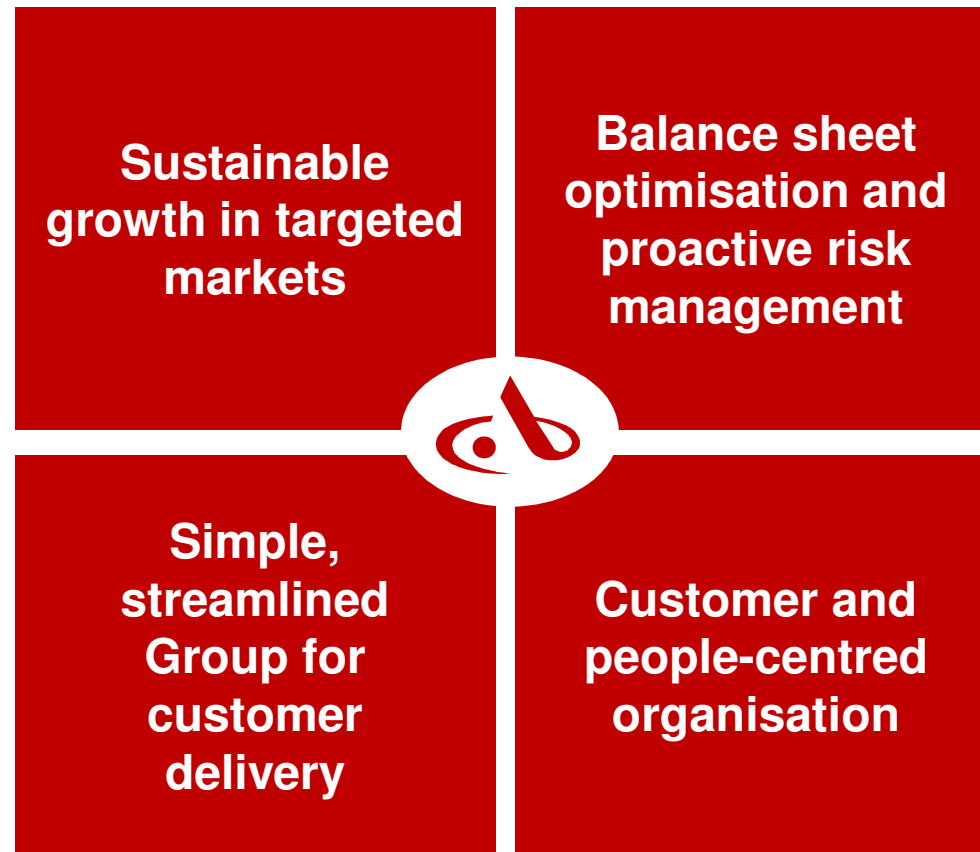 Sustainable
growth in targeted
markets
Balance sheet
optimisation and
proactive risk
management
Simple,
streamlined
Group for
customer
delivery
Customer and
people-centred
organisation